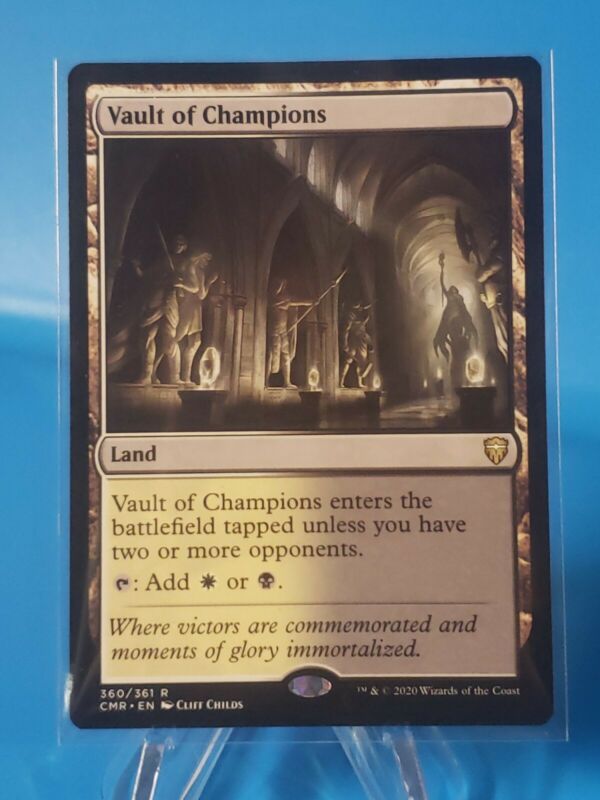 Vault of Champions
Land
Vault of Champions enters the
battlefield tapped unless you have
two or more opponents.
: Add or .
Where victors are commemorated and
moments of glory immortalized.
360/361 R
CMR • EN Cliff Childs
™ & © 2020 Wizards of the Coast